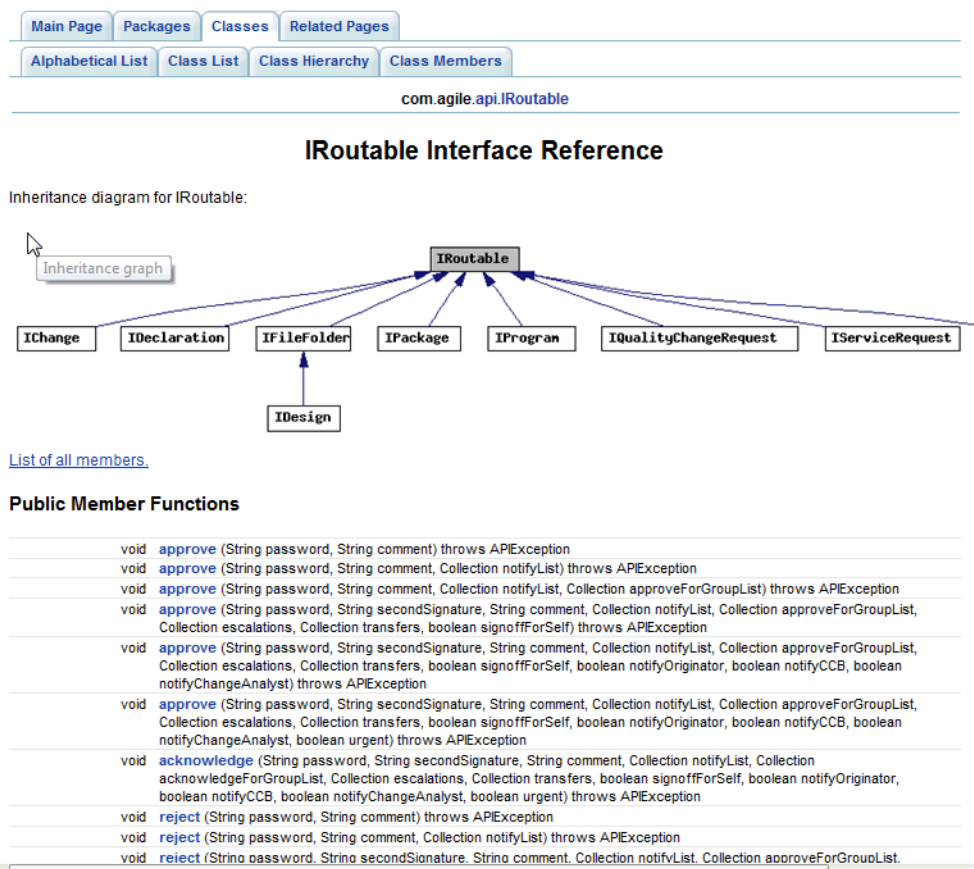 Main Page Packages Classes Related Pages
Alphabetical List Class List Class Hierarchy Class Members
com.agile.api.IRoutable
IRoutable Interface Reference
Inheritance diagram for IRoutable:
Inheritance graph
IRoutable
IChange IDeclaration IFileFolder IPackage IProgram IQualityChangeRequest IServiceRequest
IDesign
List of all members.
Public Member Functions
void approve (String password, String comment) throws APIException
void approve (String password, String comment, Collection notifyList) throws APIException
void approve (String password, String comment, Collection notifyList, Collection approveForGroupList) throws APIException
void approve (String password, String secondSignature, String comment, Collection notifyList, Collection approveForGroupList,
Collection escalations, Collection transfers, boolean signoffForSelf) throws APIException
void approve (String password, String secondSignature, String comment, Collection notifyList, Collection approveForGroupList,
Collection escalations, Collection transfers, boolean signoffForSelf, boolean notifyOriginator, boolean notifyCCB, boolean
notifyChangeAnalyst) throws APIException
void approve (String password, String secondSignature, String comment, Collection notifyList, Collection approveForGroupList,
Collection escalations, Collection transfers, boolean signoffForSelf, boolean notifyOriginator, boolean notifyCCB, boolean
notifyChangeAnalyst, boolean urgent) throws APIException
void acknowledge (String password, String secondSignature, String comment, Collection notifyList, Collection
acknowledgeForGroupList, Collection escalations, Collection transfers, boolean signoffForSelf, boolean notifyOriginator,
boolean notifyCCB, boolean notifyChangeAnalyst, boolean urgent) throws APIException
void reject (String password, String comment) throws APIException
void reject (String password, String comment, Collection notifyList) throws APIException
void reject (String password, String secondSignature, String comment, Collection notifyList, Collection approveForGroupList,